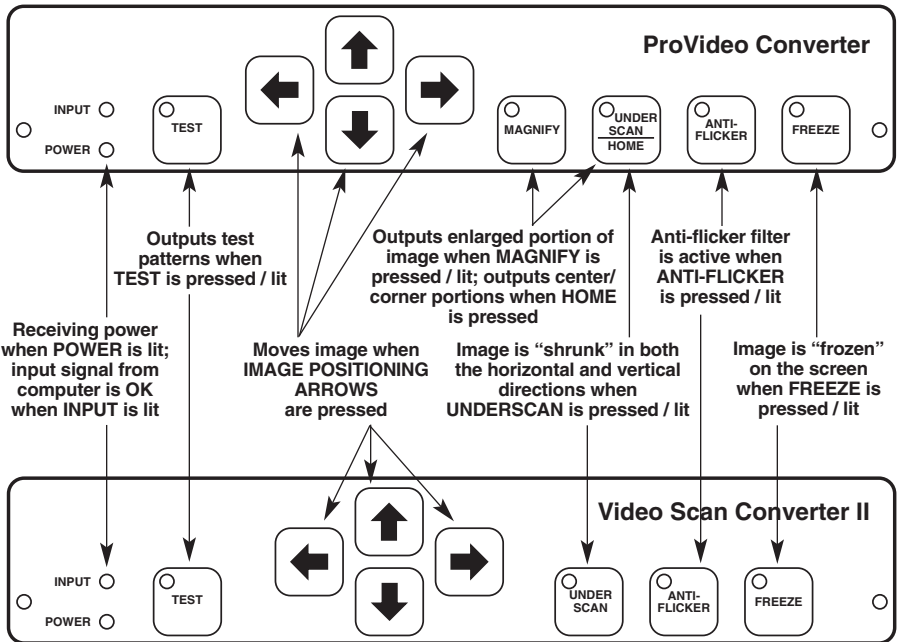 ProVideo Converter
INPUT
POWER
TEST
MAGNIFY
UNDER
SCAN
HOME
ANTI-
FLICKER
FREEZE
Outputs test
patterns when
TEST is pressed / lit
Outputs enlarged portion of
image when MAGNIFY is
pressed / lit; outputs center/
corner portions when HOME
is pressed
Anti-flicker filter
is active when
ANTI-FLICKER
is pressed / lit
Receiving power
when POWER is lit;
input signal from
computer is OK
when INPUT is lit
Moves image when
IMAGE POSITIONING
ARROWS
are pressed
Image is “shrunk” in both
the horizontal and vertical
directions when
UNDERSCAN is pressed / lit
Image is “frozen”
on the screen
when FREEZE is
pressed / lit
Video Scan Converter II
INPUT
POWER
TEST
UNDER
SCAN
ANTI-
FLICKER
FREEZE